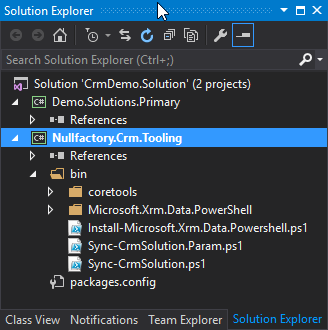 Solution Explorer
Search Solution Explorer (Ctrl+;)
Solution 'CrmDemo.Solution' (2 projects)
C# Demo.Solutions.Primary
References
C# Nullfactory.Crm.Tooling
References
bin
coretools
Microsoft.Xrm.Data.PowerShell
Install-Microsoft.Xrm.Data.Powershell.ps1
Sync-CrmSolution.Param.ps1
Sync-CrmSolution.ps1
packages.config
Class View Notifications Team Explorer Solution Explorer